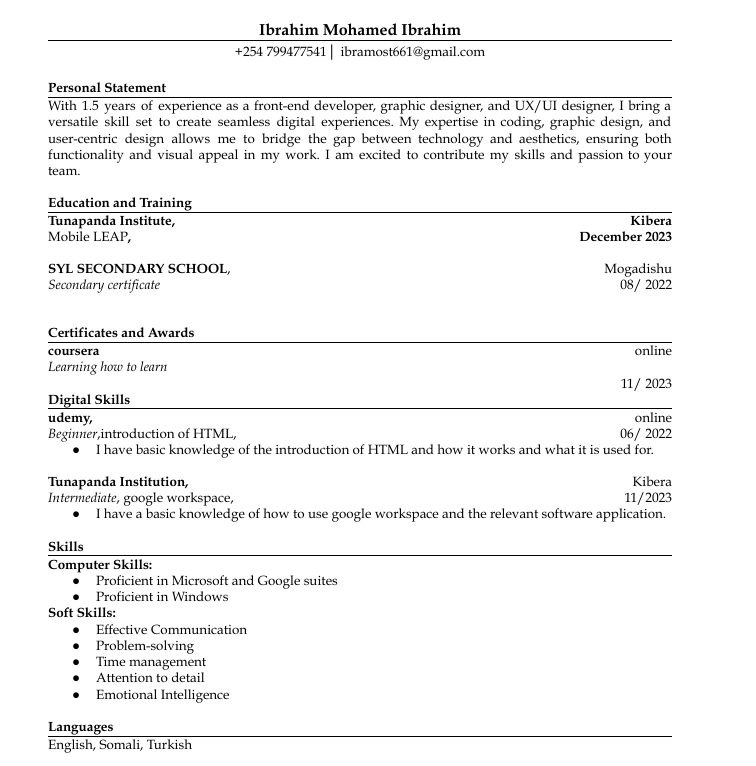 Ibrahim Mohamed Ibrahim
+254 799477541 | ibramost661@gmail.com
Personal Statement
With 1.5 years of experience as a front-end developer, graphic designer, and UX/UI designer, I bring a
versatile skill set to create seamless digital experiences. My expertise in coding, graphic design, and
user-centric design allows me to bridge the gap between technology and aesthetics, ensuring both
functionality and visual appeal in my work. I am excited to contribute my skills and passion to your
team.
Education and Training
Tunapanda Institute, Kibera
Mobile LEAP, December 2023
SYL SECONDARY SCHOOL, Mogadishu
Secondary certificate 08/ 2022
Certificates and Awards
coursera online
Learning how to learn
11/ 2023
Digital Skills
udemy, online
Beginner,introduction of HTML, 06/ 2022
● I have basic knowledge of the introduction of HTML and how it works and what it is used for.
Tunapanda Institution, Kibera
Intermediate, google workspace, 11/2023
● I have a basic knowledge of how to use google workspace and the relevant software application.
Skills
Computer Skills:
● Proficient in Microsoft and Google suites
● Proficient in Windows
Soft Skills:
● Effective Communication
● Problem-solving
● Time management
● Attention to detail
● Emotional Intelligence
Languages
English, Somali, Turkish